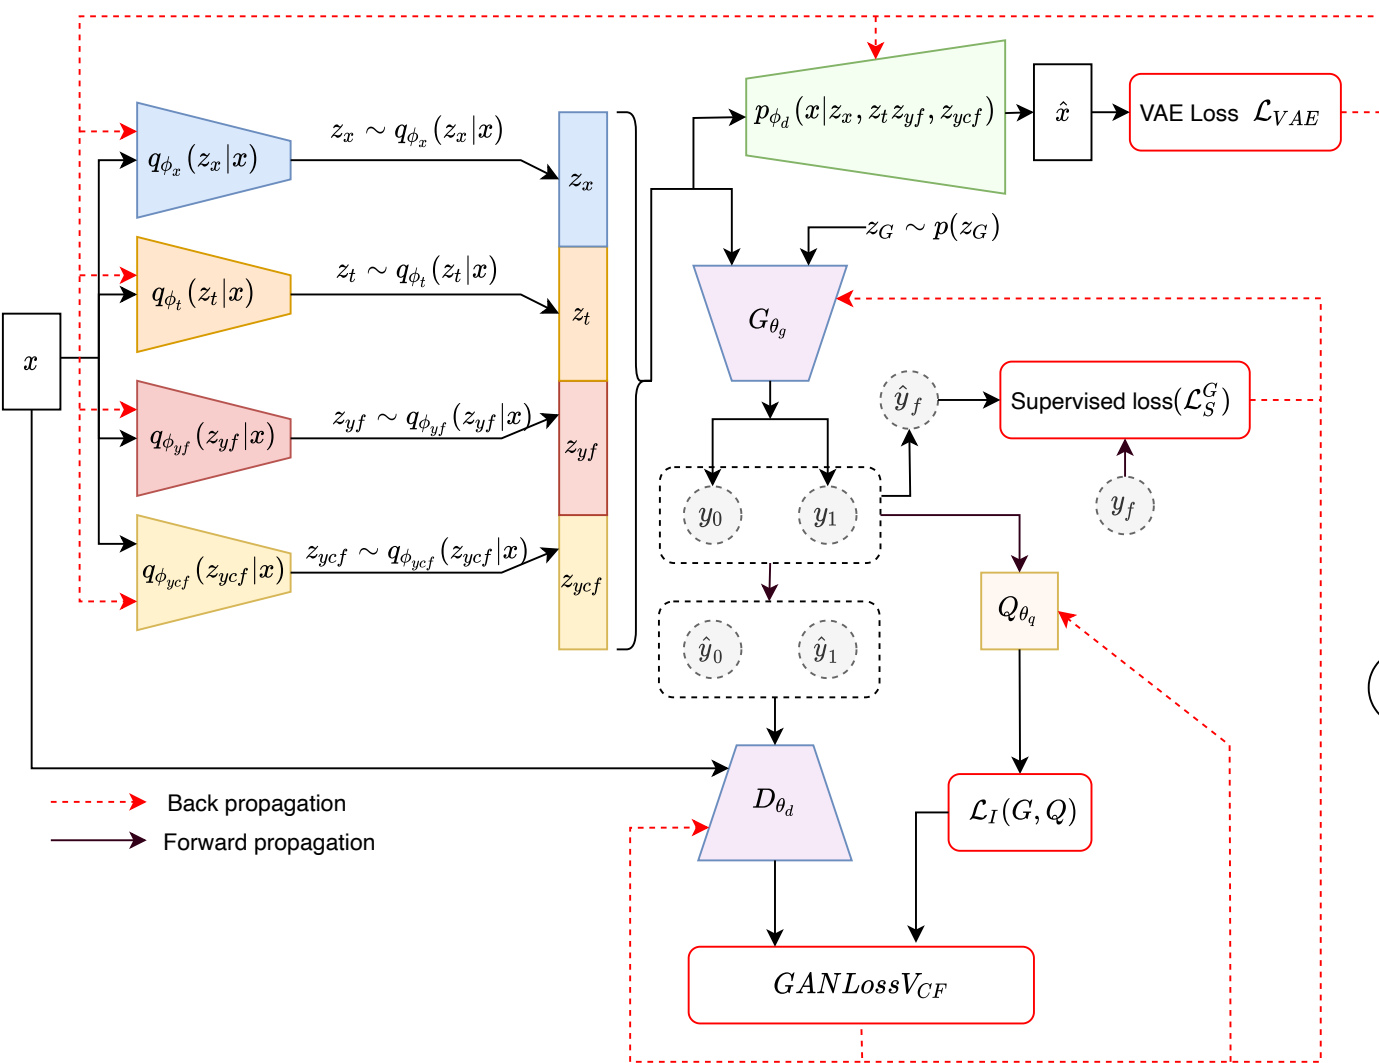 p_{ϕ_d}(x|z_x, z_t z_{yf}, z_{ycf})
x̂
VAE Loss ℒ_{VAE}
z_x ∼ q_{ϕ_x}(z_x|x)
q_{ϕ_x}(z_x|x)
z_x
z_G ∼ p(z_G)
z_t ∼ q_{ϕ_t}(z_t|x)
q_{ϕ_t}(z_t|x)
z_t
G_{θ_g}
x
z_{yf} ∼ q_{ϕ_{yf}}(z_{yf}|x)
q_{ϕ_{yf}}(z_{yf}|x)
z_{yf}
ŷ_f
Supervised loss(ℒ_S^G)
y_0
y_1
y_f
z_{ycf} ∼ q_{ϕ_{ycf}}(z_{ycf}|x)
q_{ϕ_{ycf}}(z_{ycf}|x)
z_{ycf}
Q_{θ_q}
ŷ_0
ŷ_1
D_{θ_d}
ℒ_I(G, Q)
Back propagation
Forward propagation
GANLossV_{CF}